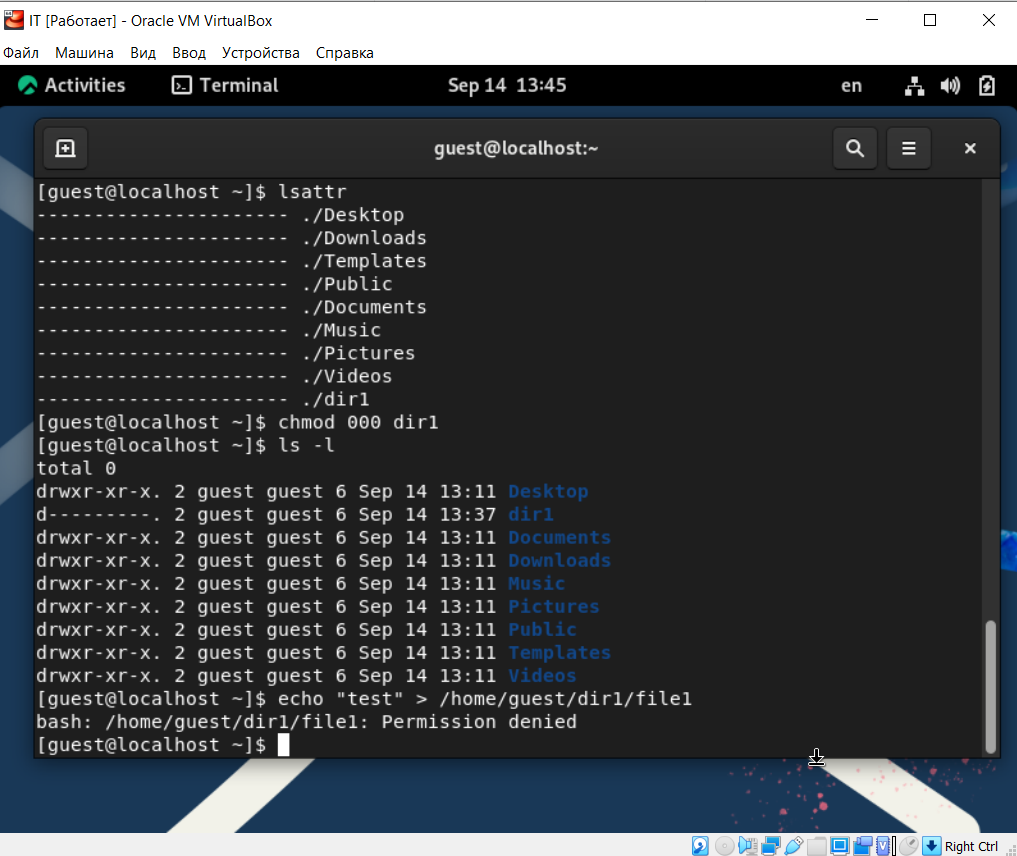 IT [Работает] - Oracle VM VirtualBox
Файл Машина Вид Ввод Устройства Справка
Activities Terminal Sep 14 13:45 en
guest@localhost:~
[guest@localhost ~]$ lsattr
---------------------- ./Desktop
---------------------- ./Downloads
---------------------- ./Templates
---------------------- ./Public
---------------------- ./Documents
---------------------- ./Music
---------------------- ./Pictures
---------------------- ./Videos
---------------------- ./dir1
[guest@localhost ~]$ chmod 000 dir1
[guest@localhost ~]$ ls -l
total 0
drwxr-xr-x. 2 guest guest 6 Sep 14 13:11 Desktop
d---------. 2 guest guest 6 Sep 14 13:37 dir1
drwxr-xr-x. 2 guest guest 6 Sep 14 13:11 Documents
drwxr-xr-x. 2 guest guest 6 Sep 14 13:11 Downloads
drwxr-xr-x. 2 guest guest 6 Sep 14 13:11 Music
drwxr-xr-x. 2 guest guest 6 Sep 14 13:11 Pictures
drwxr-xr-x. 2 guest guest 6 Sep 14 13:11 Public
drwxr-xr-x. 2 guest guest 6 Sep 14 13:11 Templates
drwxr-xr-x. 2 guest guest 6 Sep 14 13:11 Videos
[guest@localhost ~]$ echo "test" > /home/guest/dir1/file1
bash: /home/guest/dir1/file1: Permission denied
[guest@localhost ~]$
Right Ctrl